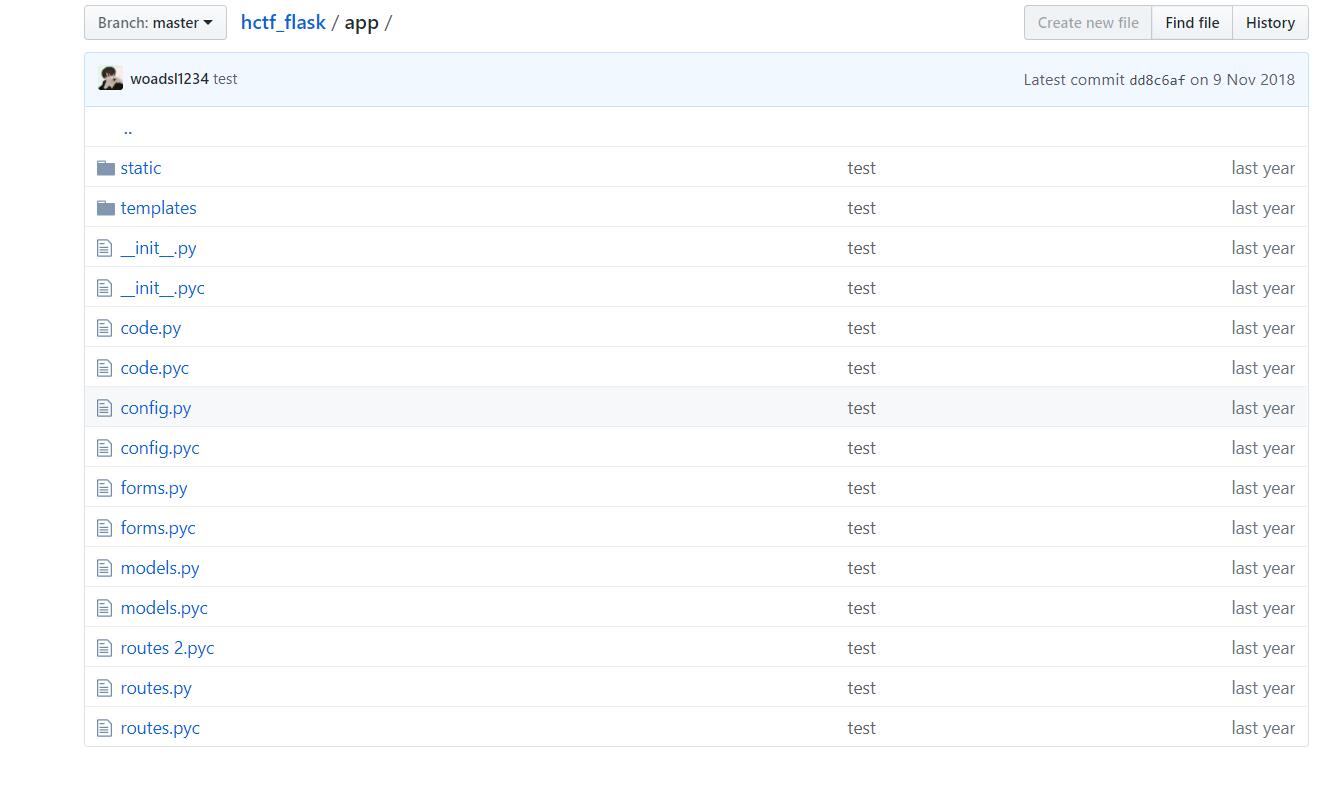 Branch: master hctf_flask / app / Create new file Find file History
woadsl1234 test Latest commit dd8c6af on 9 Nov 2018
..
static test last year
templates test last year
__init__.py test last year
__init__.pyc test last year
code.py test last year
code.pyc test last year
config.py test last year
config.pyc test last year
forms.py test last year
forms.pyc test last year
models.py test last year
models.pyc test last year
routes 2.pyc test last year
routes.py test last year
routes.pyc test last year